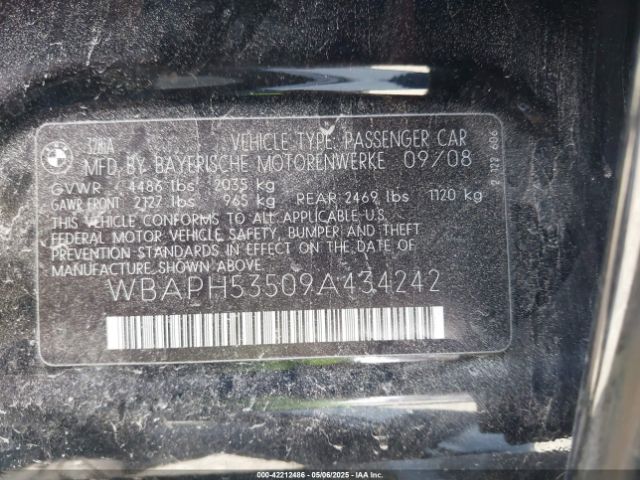 328iA VEHICLE TYPE: PASSENGER CAR
MFD BY BAYERISCHE MOTORENWERKE 09/08
GVWR 4486 lbs 2035 kg
GAWR FRONT 2127 lbs 965 kg REAR 2469 lbs 1120 kg
THIS VEHICLE CONFORMS TO ALL APPLICABLE U.S.
FEDERAL MOTOR VEHICLE SAFETY, BUMPER AND THEFT
PREVENTION STANDARDS IN EFFECT ON THE DATE OF
MANUFACTURE SHOWN ABOVE.
WBAPH53509A434242
000-42212486 05/06/2025 IAA Inc.